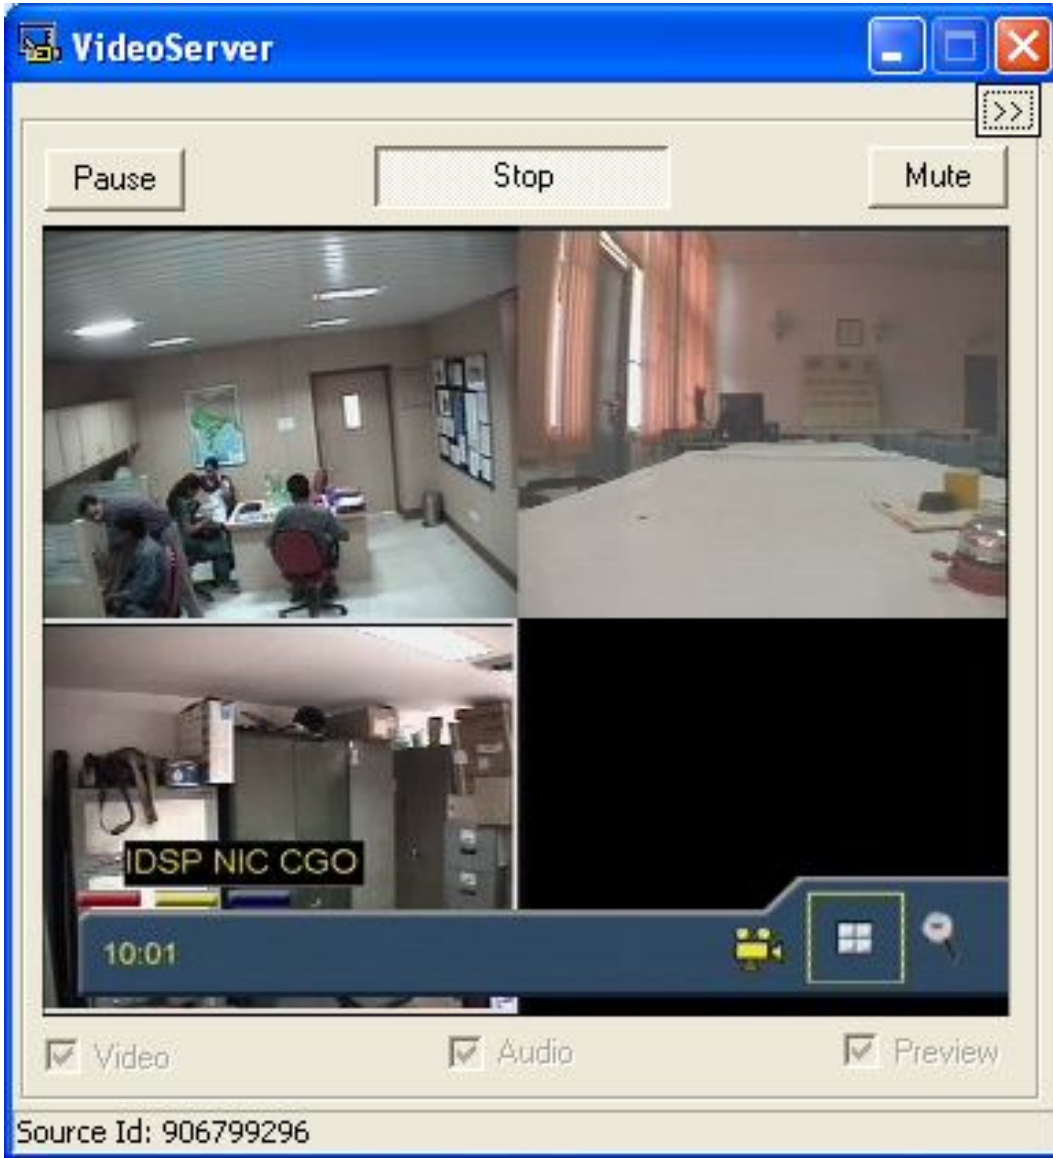 VideoServer
>>
Pause Stop Mute
IDSP NIC CGO
10:01
Video Audio Preview
Source Id: 906799296